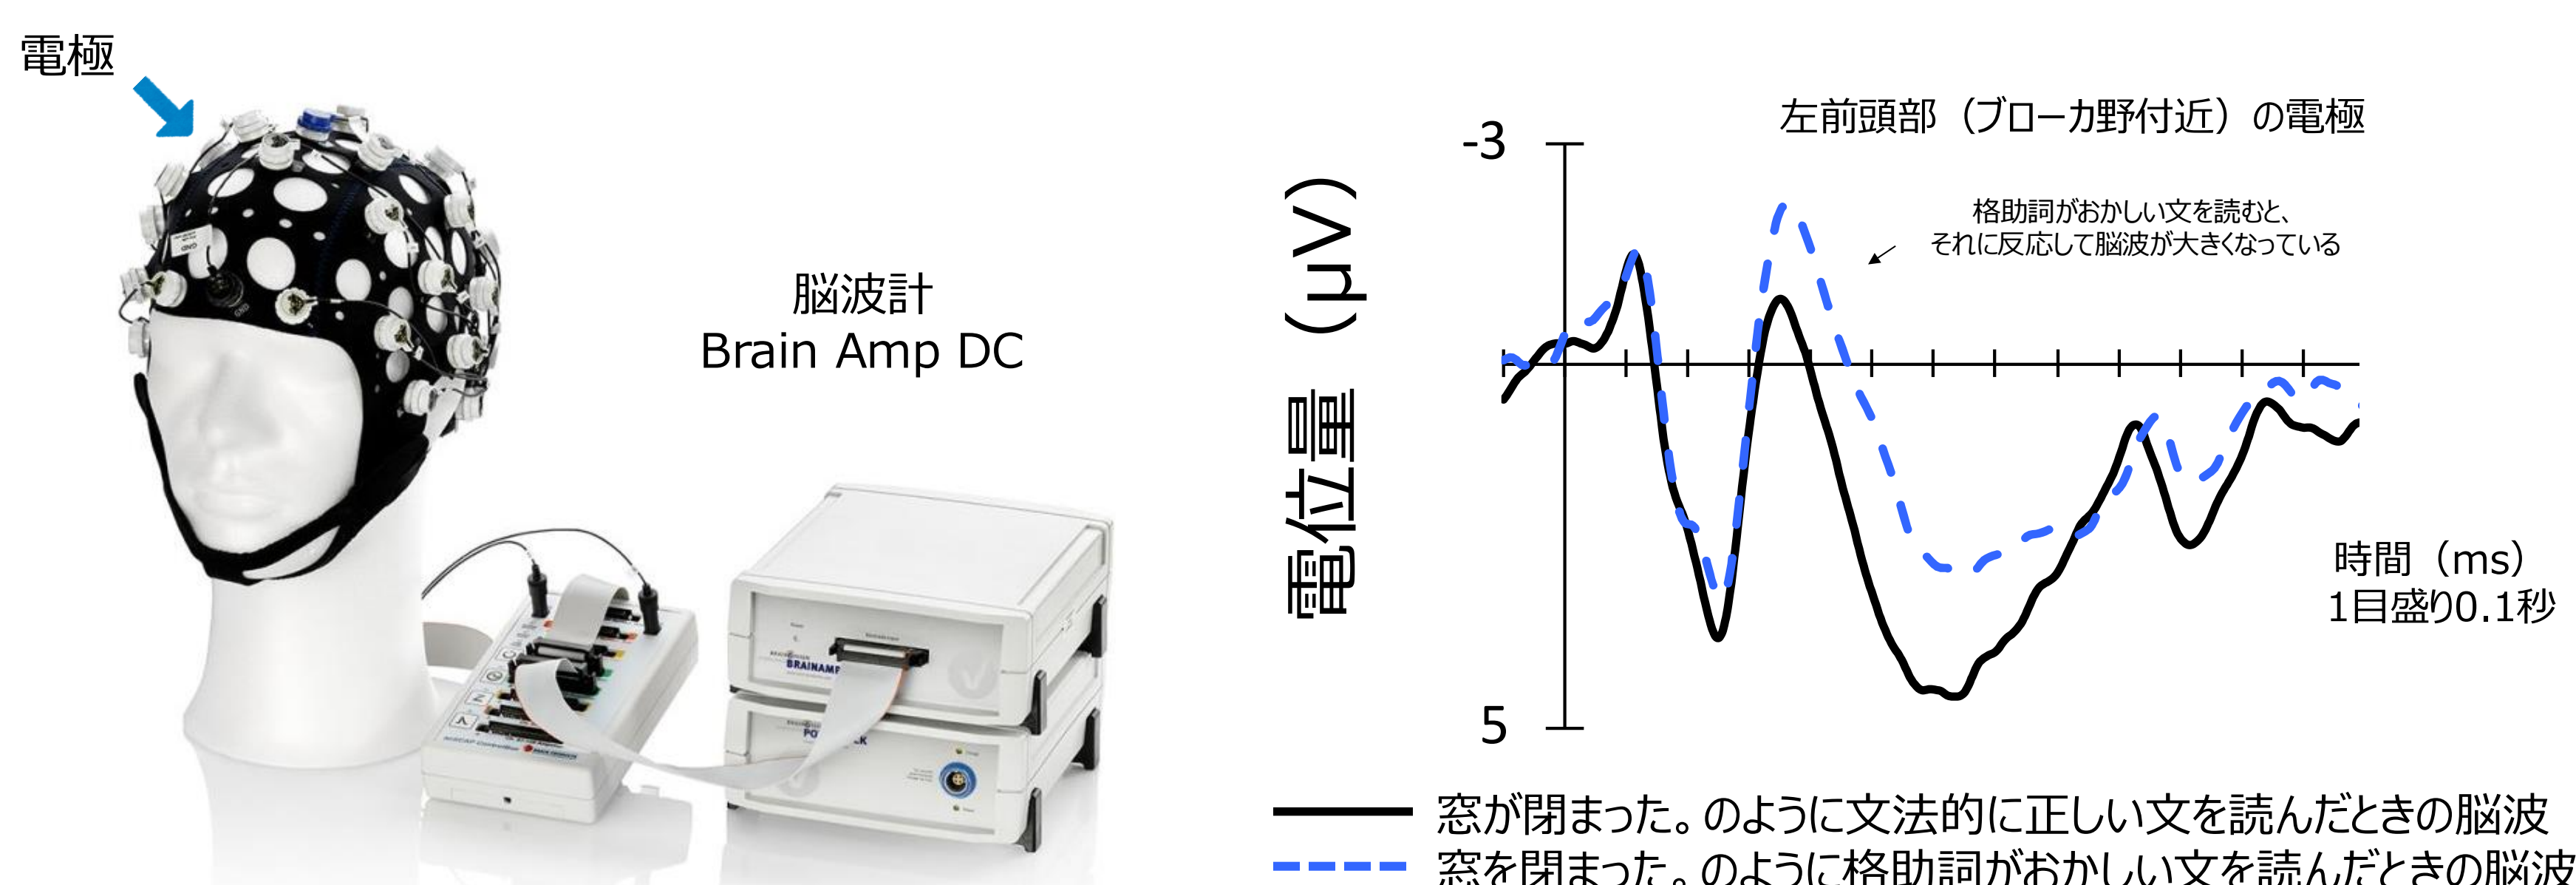 電極
脳波計
Brain Amp DC
GND
BRAINAMP
左前頭部（ブローカ野付近）の電極
格助詞がおかしい文を読むと、
それに反応して脳波が大きくなっている
-3
電位量（μV）
5
時間（ms）
1目盛り0.1秒
窓が閉まった。のように文法的に正しい文を読んだときの脳波
窓を閉まった。のように格助詞がおかしい文を読んだときの脳波